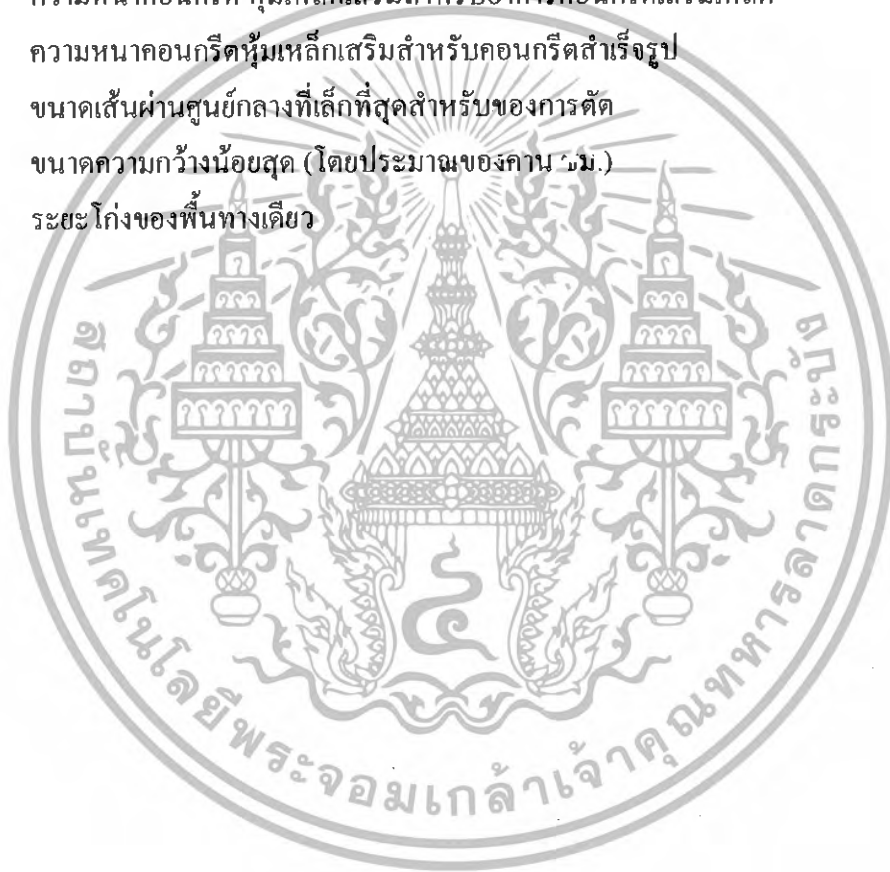 ความหนาคอนกรีตหุ้มเหล็กเสริมสำหรับคอนกรีตสำเร็จรูป
ขนาดเส้นผ่านศูนย์กลางที่เล็กที่สุดสำหรับของการตัด
ขนาดความกว้างน้อยสุด (โดยประมาณของคาน ซม.)
ระยะโก่งของพื้นทางเดียว
สถาบันเทคโนโลยีพระจอมเกล้าเจ้าคุณทหารลาดกระบัง
๔